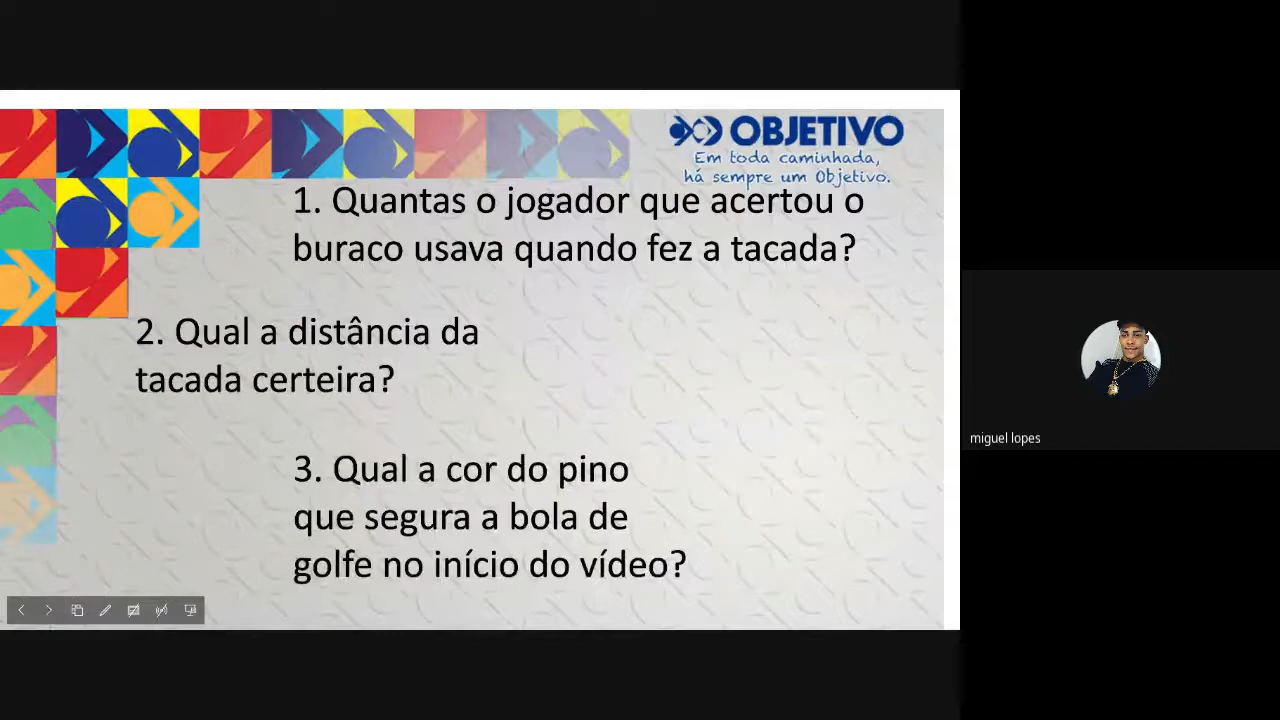 OBJETIVO
Em toda caminhada,
há sempre um Objetivo.
1. Quantas o jogador que acertou o
buraco usava quando fez a tacada?
2. Qual a distância da
tacada certeira?
3. Qual a cor do pino
que segura a bola de
golfe no início do vídeo?
miguel lopes